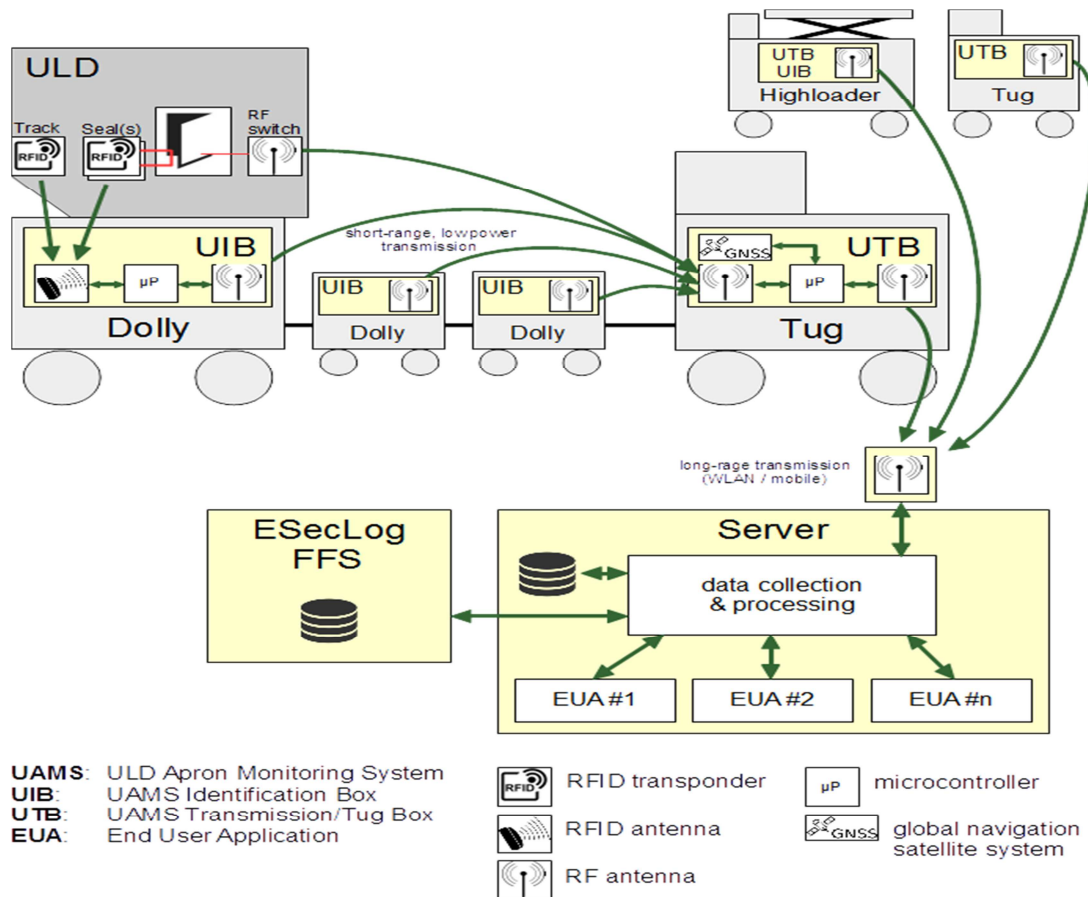 ULD
Track
Seal(s)
RF
switch
RFID
RFID
UTB
UIB
Highloader
UTB
Tug
short-range, lowpower
transmission
UIB
µP
Dolly
UIB
Dolly
UIB
Dolly
GNSS
UTB
µP
Tug
long-rage transmission
(WLAN / mobile)
ESecLog
FFS
Server
data collection
& processing
EUA #1
EUA #2
EUA #n
UAMS: ULD Apron Monitoring System
UIB: UAMS Identification Box
UTB: UAMS Transmission/Tug Box
EUA: End User Application
RFID
RFID transponder
RFID antenna
RF antenna
µP
microcontroller
GNSS
global navigation
satellite system